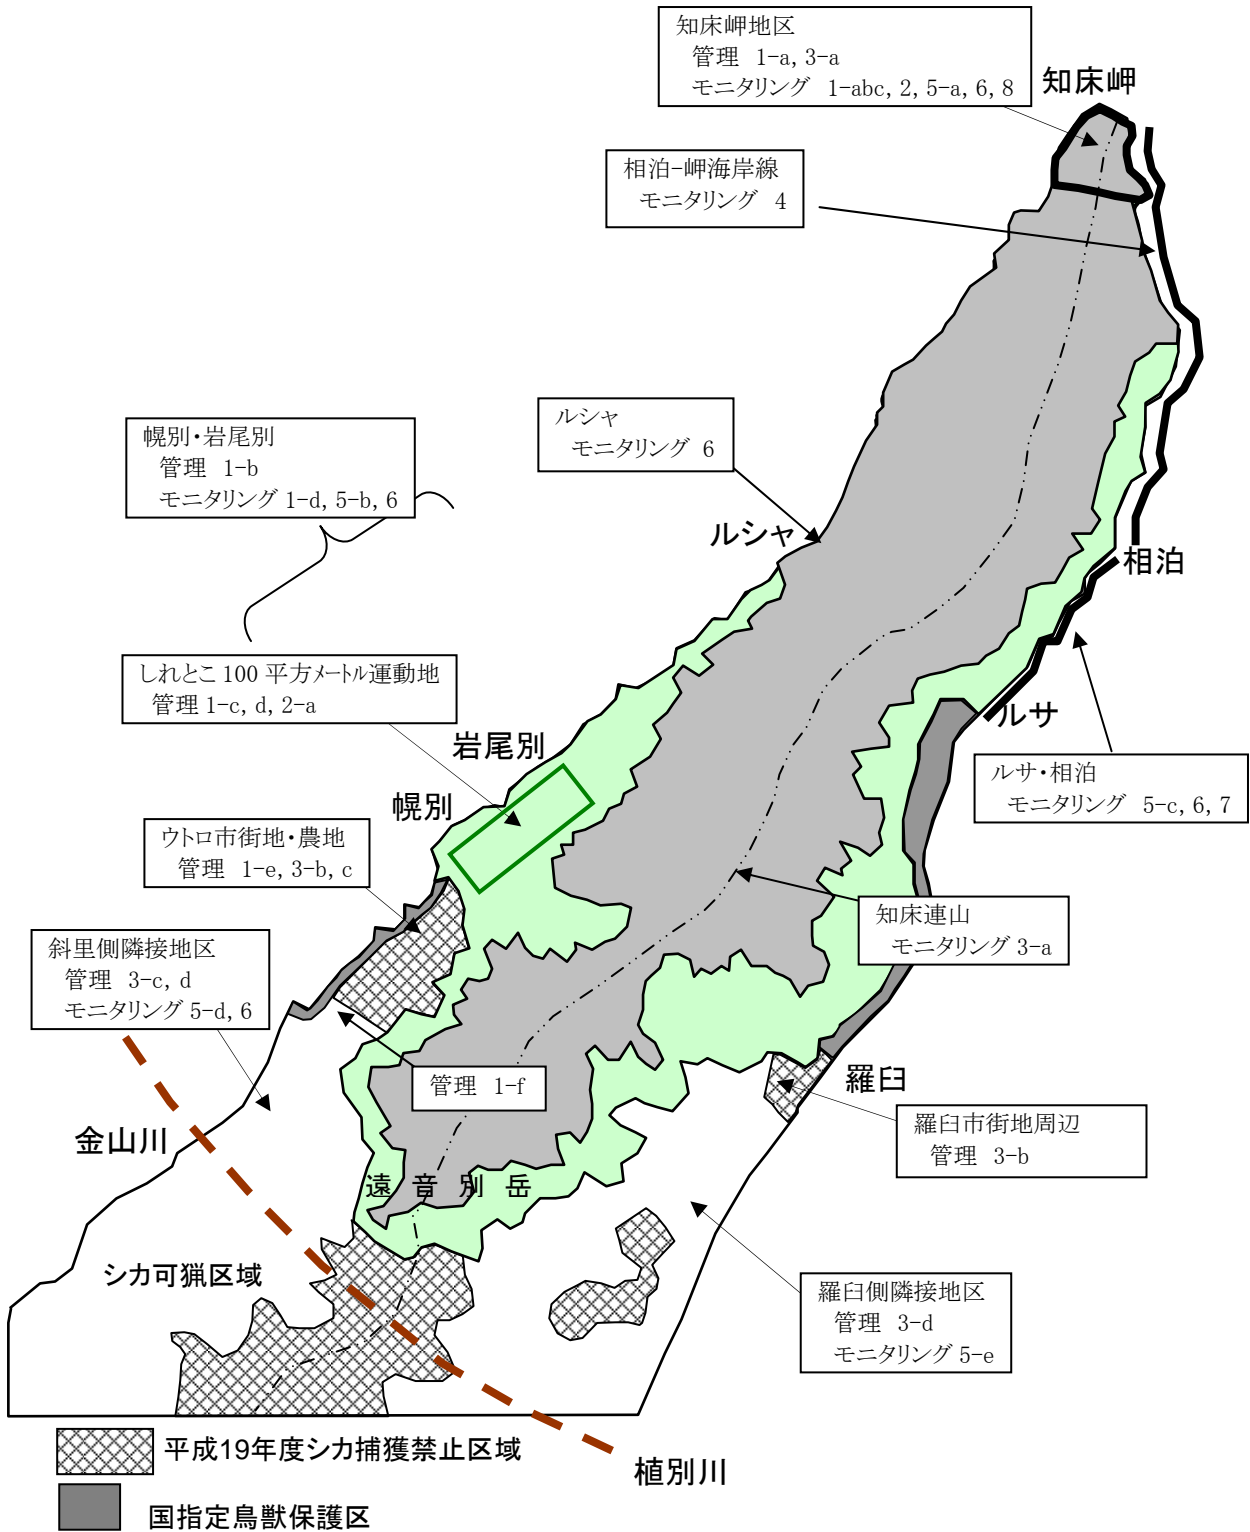 知床岬地区
管理 1-a, 3-a
モニタリング 1-abc, 2, 5-a, 6, 8
知床岬
相泊-岬海岸線
モニタリング 4
ルシャ
モニタリング 6
幌別・岩尾別
管理 1-b
モニタリング 1-d, 5-b, 6
ルシャ
相泊
しれとこ 100 平方メートル運動地
管理 1-c, d, 2-a
ルサ
岩尾別
ルサ・相泊
モニタリング 5-c, 6, 7
幌別
ウトロ市街地・農地
管理 1-e, 3-b, c
知床連山
モニタリング 3-a
斜里側隣接地区
管理 3-c, d
モニタリング 5-d, 6
管理 1-f
羅臼
羅臼市街地周辺
管理 3-b
金山川
遠音別岳
シカ可猟区域
羅臼側隣接地区
管理 3-d
モニタリング 5-e
平成19年度シカ捕獲禁止区域
植別川
国指定鳥獣保護区